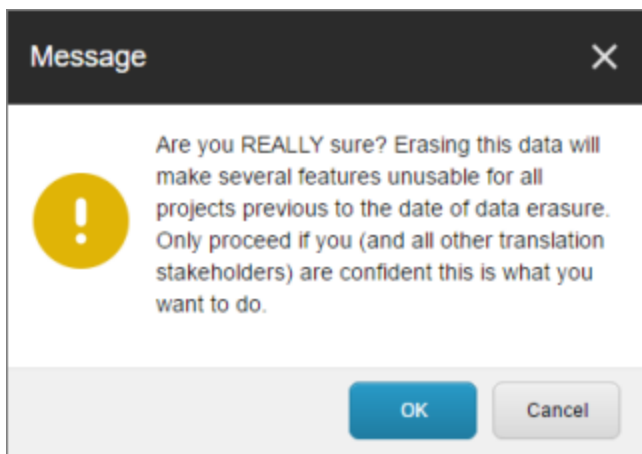 Message
Are you REALLY sure? Erasing this data will
make several features unusable for all
projects previous to the date of data erasure.
Only proceed if you (and all other translation
stakeholders) are confident this is what you
want to do.
OK
Cancel